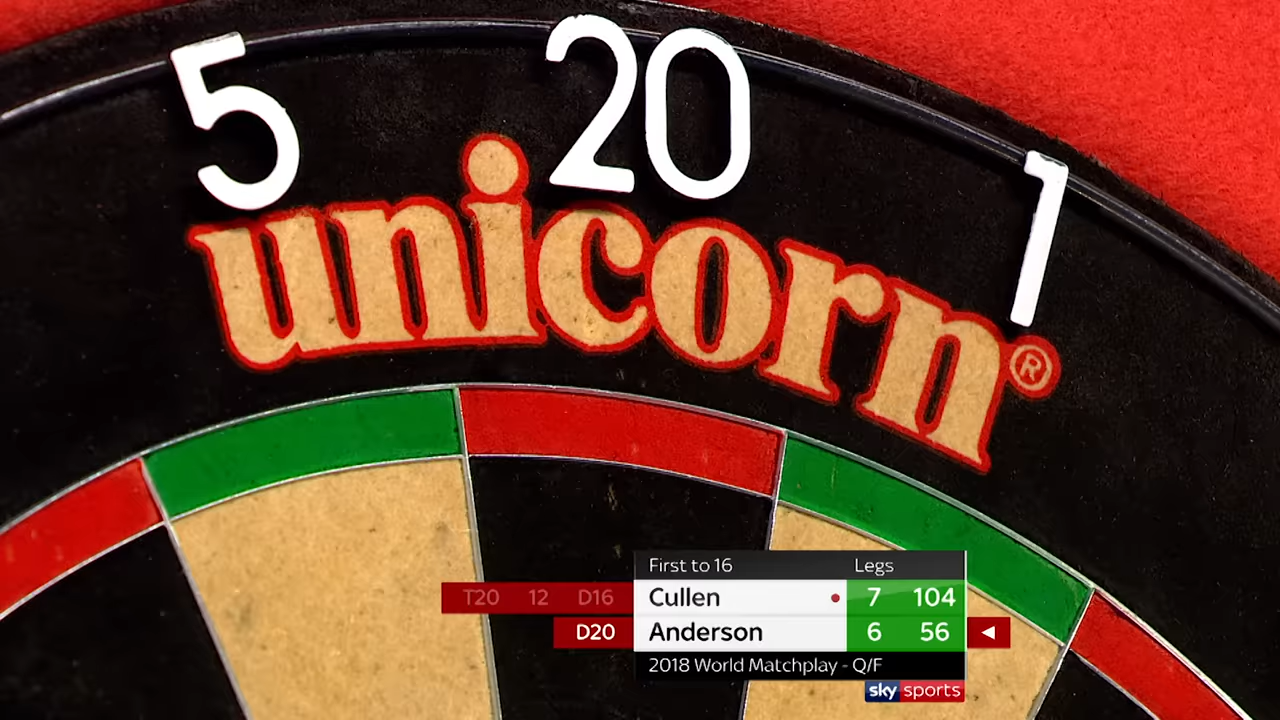 5 20 1
unicorn®
First to 16 Legs
T20 12 D16 Cullen 7 104
D20 Anderson 6 56
2018 World Matchplay - Q/F
sky sports